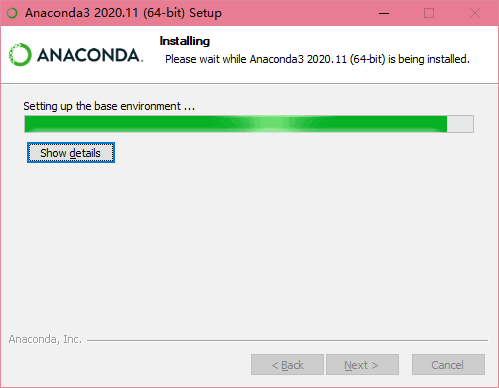 Anaconda3 2020.11 (64-bit) Setup
ANACONDA.
Installing
Please wait while Anaconda3 2020.11 (64-bit) is being installed.
Setting up the base environment ...
Show details
Anaconda, Inc.
< Back
Next >
Cancel